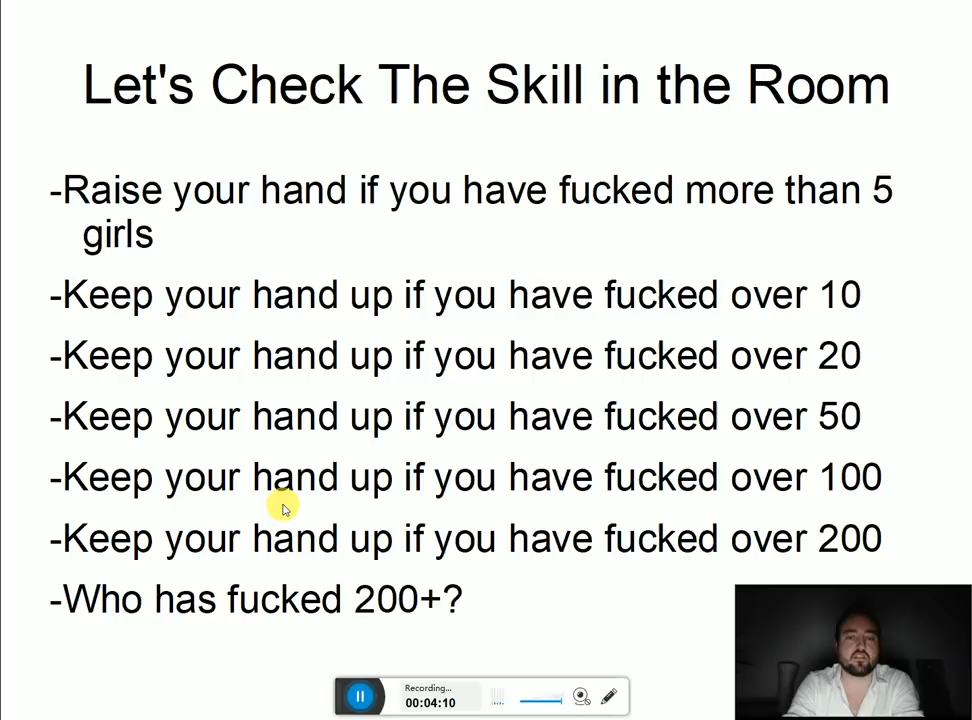 Let's Check The Skill in the Room
-Raise your hand if you have fucked more than 5
girls
-Keep your hand up if you have fucked over 10
-Keep your hand up if you have fucked over 20
-Keep your hand up if you have fucked over 50
-Keep your hand up if you have fucked over 100
-Keep your hand up if you have fucked over 200
-Who has fucked 200+?
Recording...
00:04:10